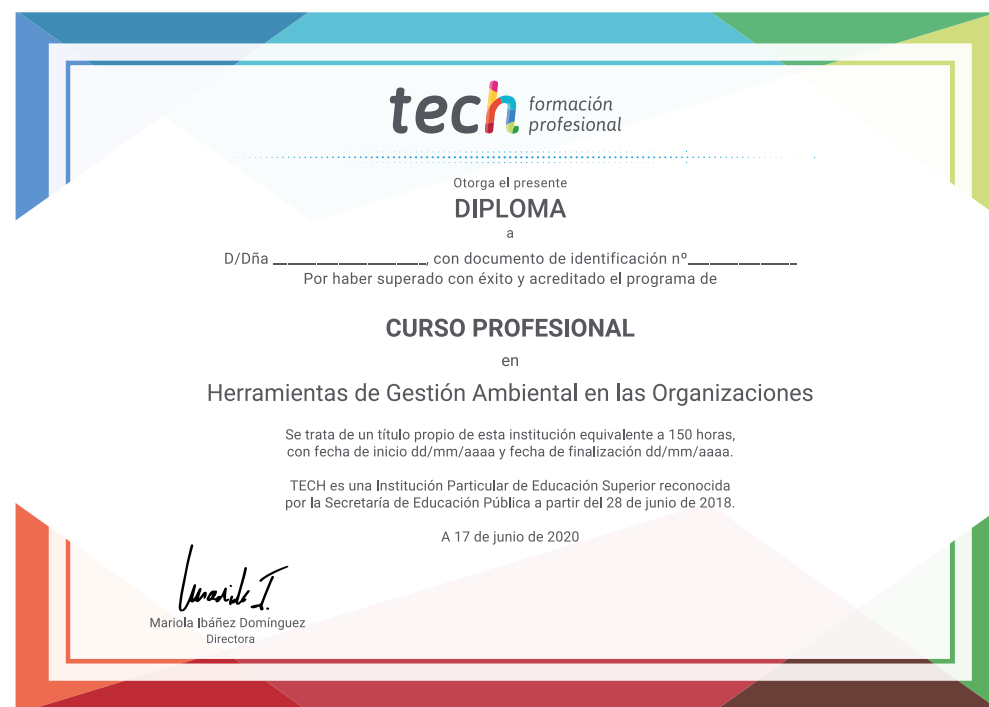 tech formación
profesional
Otorga el presente
DIPLOMA
a
D/Dña ____________________, con documento de identificación nº______________
Por haber superado con éxito y acreditado el programa de
CURSO PROFESIONAL
en
Herramientas de Gestión Ambiental en las Organizaciones
Se trata de un título propio de esta institución equivalente a 150 horas,
con fecha de inicio dd/mm/aaaa y fecha de finalización dd/mm/aaaa.
TECH es una Institución Particular de Educación Superior reconocida
por la Secretaría de Educación Pública a partir del 28 de junio de 2018.
A 17 de junio de 2020
Mariola Ibáñez Domínguez
Directora